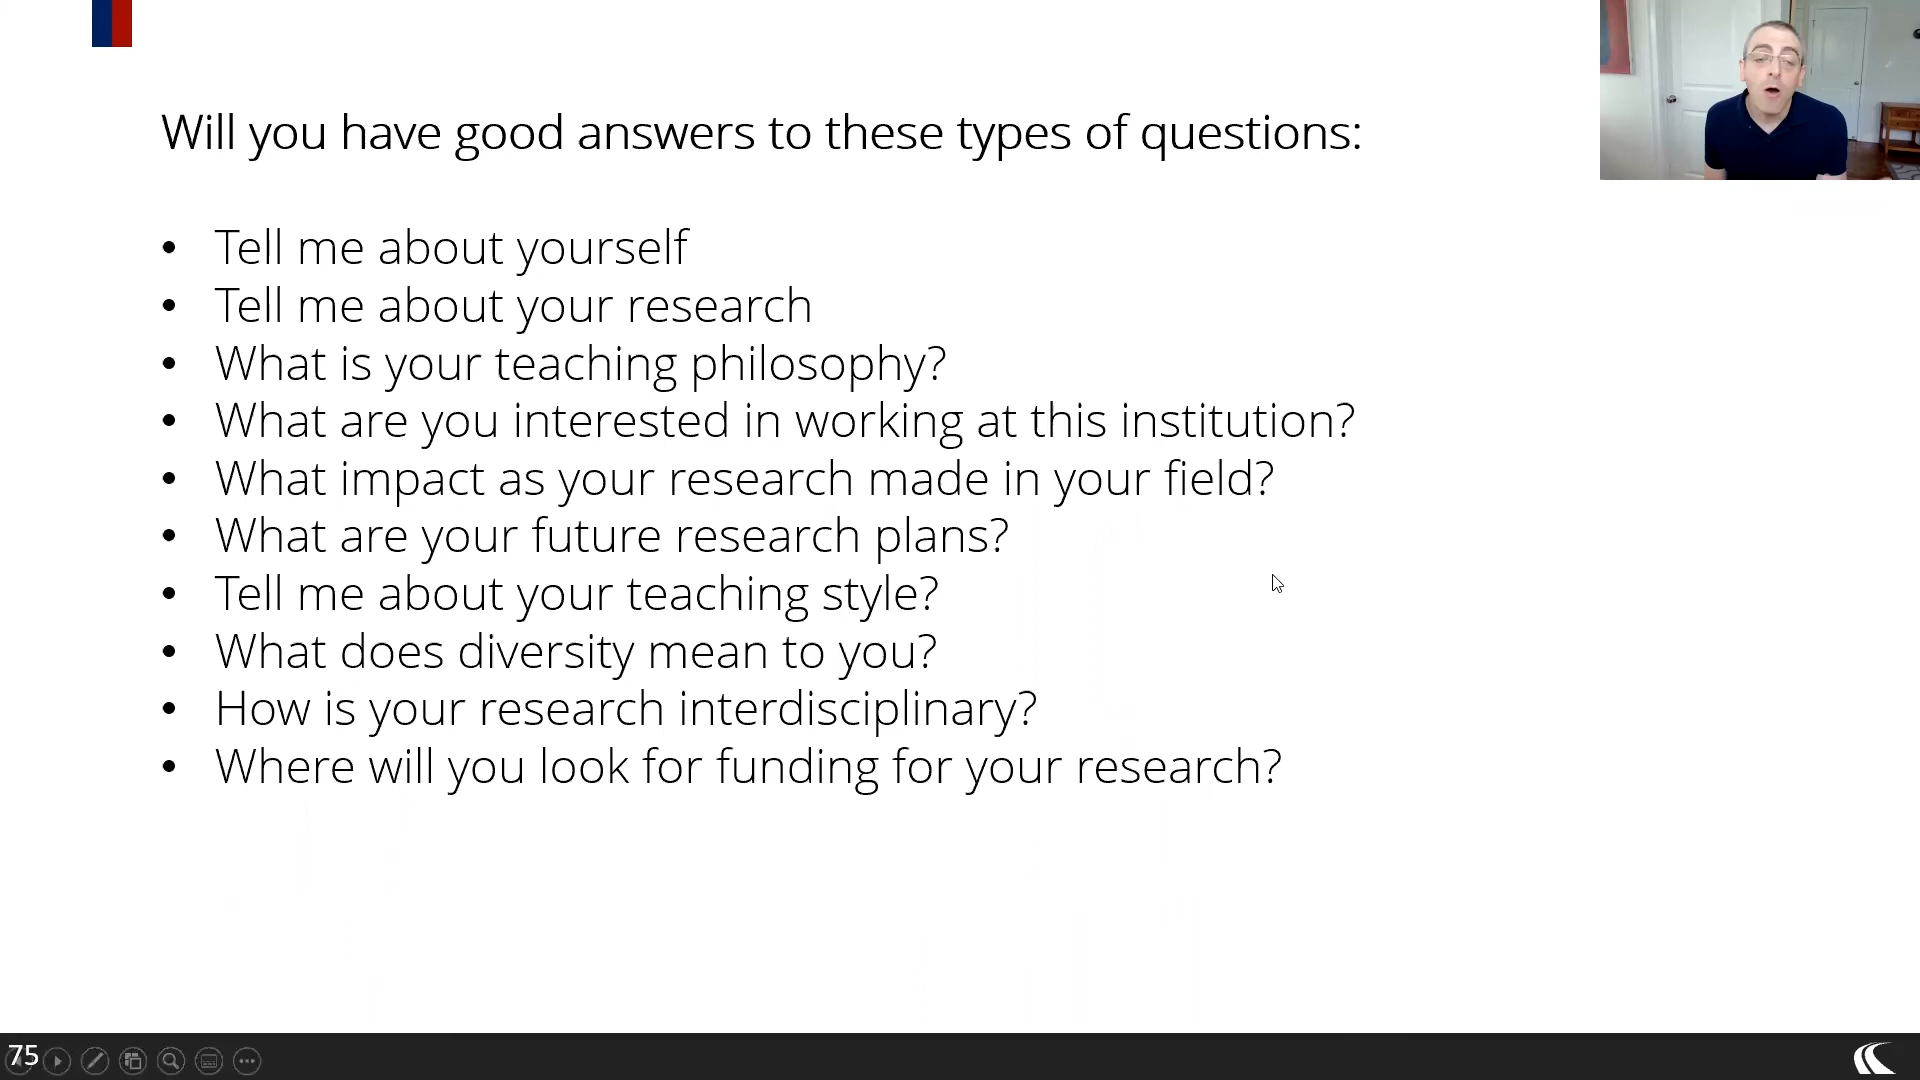 Will you have good answers to these types of questions:
• Tell me about yourself
• Tell me about your research
• What is your teaching philosophy?
• What are you interested in working at this institution?
• What impact as your research made in your field?
• What are your future research plans?
• Tell me about your teaching style?
• What does diversity mean to you?
• How is your research interdisciplinary?
• Where will you look for funding for your research?
75